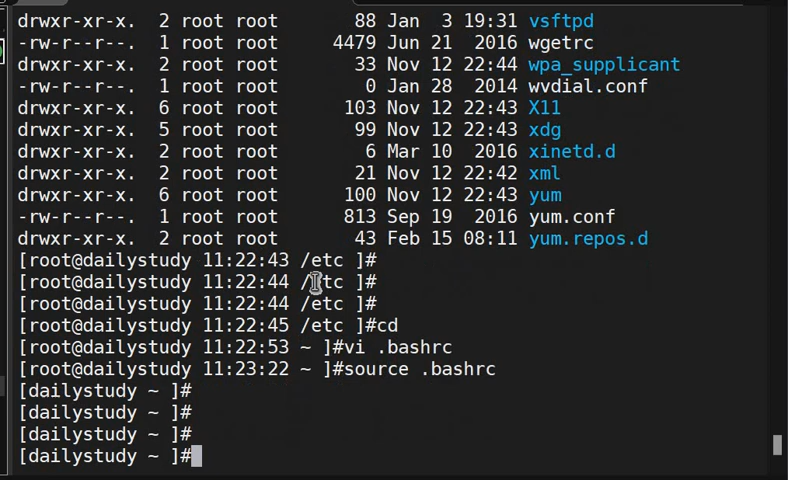 drwxr-xr-x.  2 root root       88 Jan  3 19:31 vsftpd
-rw-r--r--.  1 root root     4479 Jun 21  2016 wgetrc
drwxr-xr-x.  2 root root       33 Nov 12 22:44 wpa_supplicant
-rw-r--r--.  1 root root        0 Jan 28  2014 wvdial.conf
drwxr-xr-x.  6 root root      103 Nov 12 22:43 X11
drwxr-xr-x.  5 root root       99 Nov 12 22:43 xdg
drwxr-xr-x.  2 root root        6 Mar 10  2016 xinetd.d
drwxr-xr-x.  2 root root       21 Nov 12 22:42 xml
drwxr-xr-x.  6 root root      100 Nov 12 22:43 yum
-rw-r--r--.  1 root root      813 Sep 19  2016 yum.conf
drwxr-xr-x.  2 root root       43 Feb 15 08:11 yum.repos.d
[root@dailystudy 11:22:43 /etc ]#
[root@dailystudy 11:22:44 /etc ]#
[root@dailystudy 11:22:44 /etc ]#
[root@dailystudy 11:22:45 /etc ]#cd
[root@dailystudy 11:22:53 ~ ]#vi .bashrc
[root@dailystudy 11:23:22 ~ ]#source .bashrc
[dailystudy ~ ]#
[dailystudy ~ ]#
[dailystudy ~ ]#
[dailystudy ~ ]#